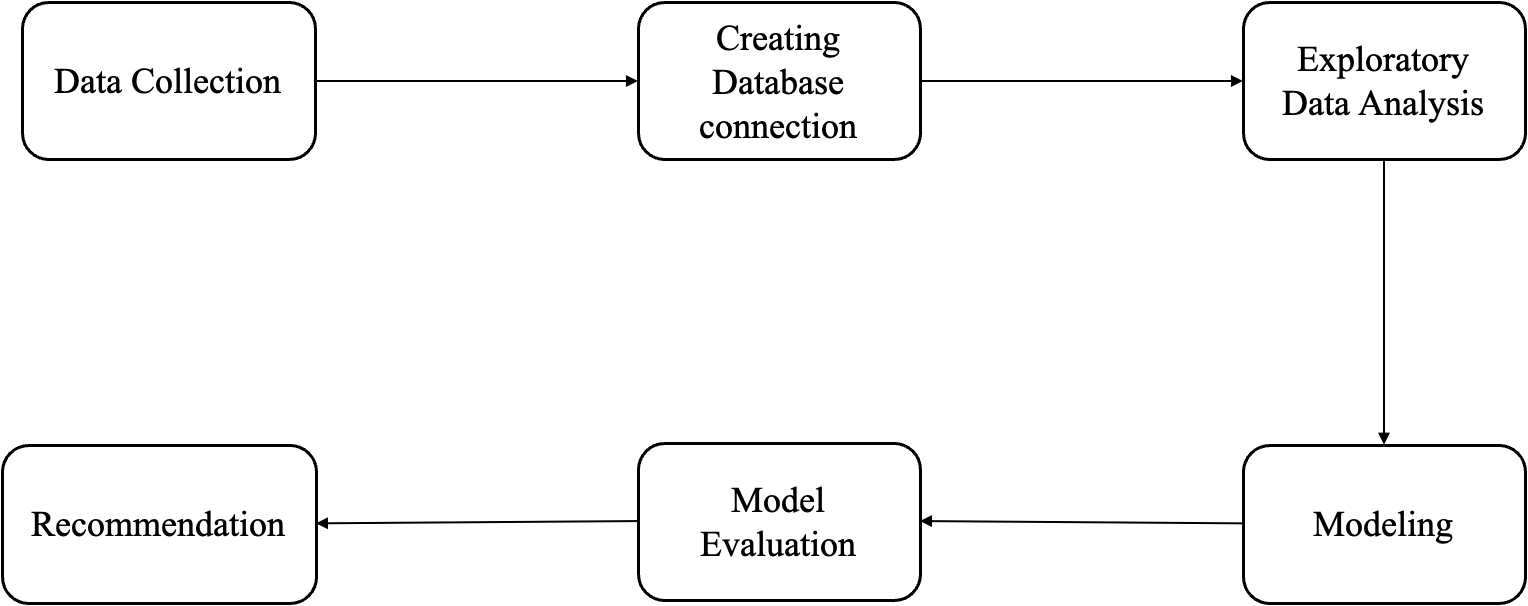 Data Collection
Creating
Database
connection
Exploratory
Data Analysis
Modeling
Model
Evaluation
Recommendation